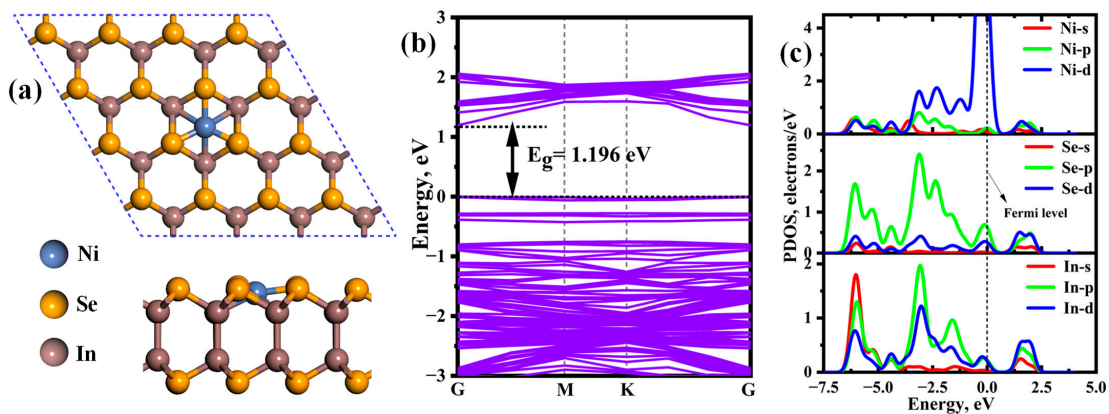 (a)
Ni
Se
In
(b)
Energy, eV
3
2
1
0
−1
−2
−3
E_g= 1.196 eV
G
M
K
G
(c)
PDOS, electrons/eV
4
2
0
Ni-s
Ni-p
Ni-d
2
1
0
Se-s
Se-p
Se-d
Fermi level
2
1
0
In-s
In-p
In-d
−7.5
−5.0
−2.5
0.0
2.5
5.0
Energy, eV